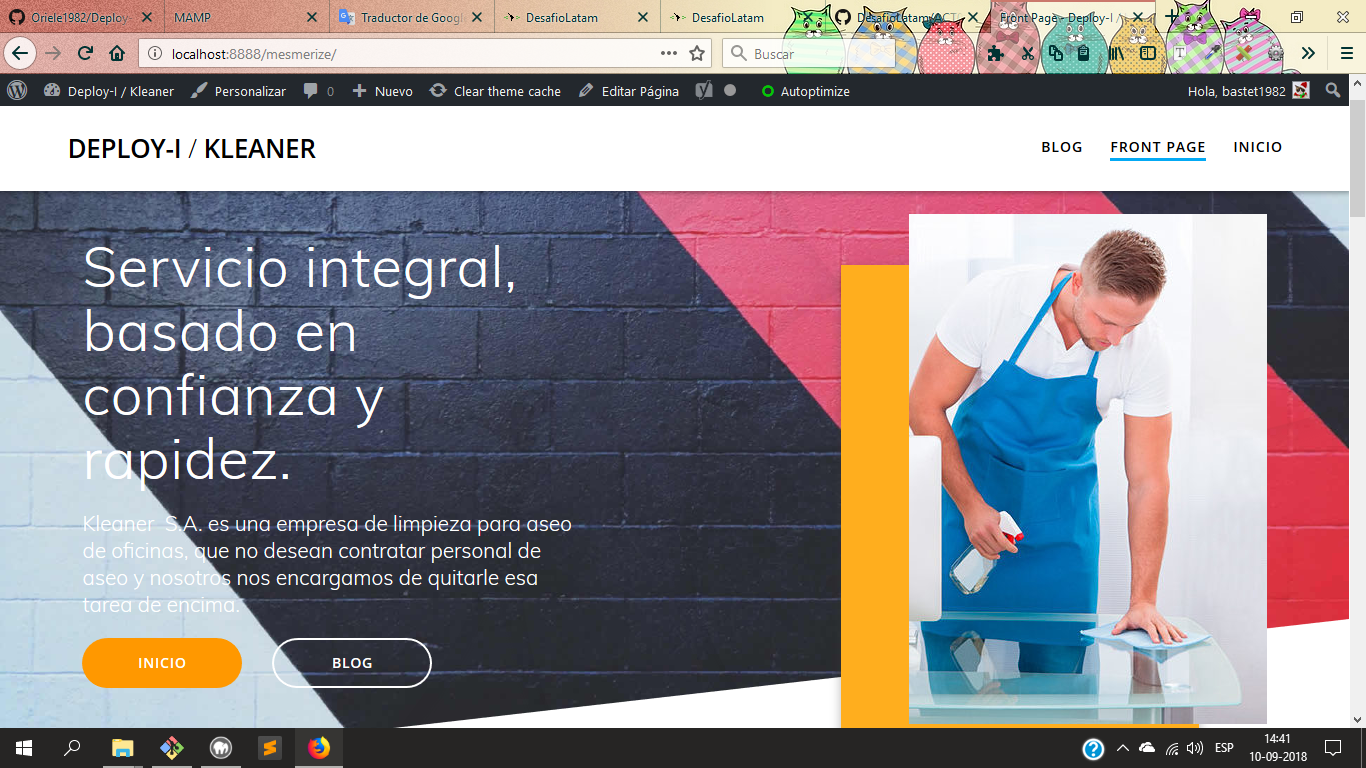 Oriele1982/Deploy-
MAMP
Traductor de Goog
DesafioLatam
DesafioLatam
DesafioLatam/ACT
Front Page - Deploy-I /
localhost:8888/mesmerize/
Buscar
Deploy-I / Kleaner Personalizar 0 Nuevo Clear theme cache Editar Página Autoptimize Hola, bastet1982
DEPLOY-I / KLEANER
BLOG FRONT PAGE INICIO
Servicio integral,
basado en
confianza y
rapidez.
Kleaner S.A. es una empresa de limpieza para aseo
de oficinas, que no desean contratar personal de
aseo y nosotros nos encargamos de quitarle esa
tarea de encima.
INICIO BLOG
ESP
14:41
10-09-2018